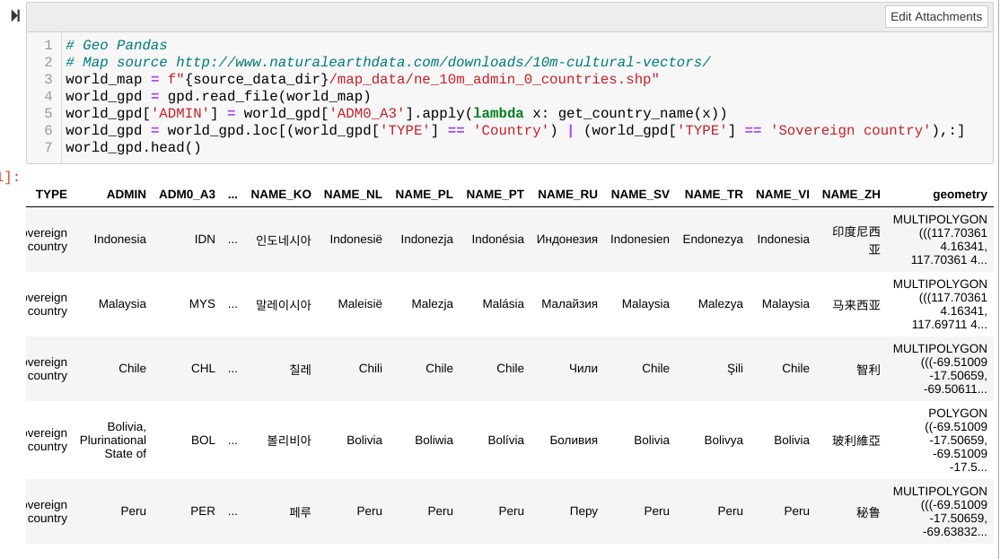 Edit Attachments
1 # Geo Pandas
2 # Map source http://www.naturalearthdata.com/downloads/10m-cultural-vectors/
3 world_map = f"{source_data_dir}/map_data/ne_10m_admin_0_countries.shp"
4 world_gpd = gpd.read_file(world_map)
5 world_gpd['ADMIN'] = world_gpd['ADM0_A3'].apply(lambda x: get_country_name(x))
6 world_gpd = world_gpd.loc[(world_gpd['TYPE'] == 'Country') | (world_gpd['TYPE'] == 'Sovereign country'),:]
7 world_gpd.head()
1]:
TYPE ADMIN ADM0_A3 ... NAME_KO NAME_NL NAME_PL NAME_PT NAME_RU NAME_SV NAME_TR NAME_VI NAME_ZH geometry
vereign country Indonesia IDN ... 인도네시아 Indonesië Indonezja Indonésia Индонезия Indonesien Endonezya Indonesia 印度尼西亚 MULTIPOLYGON (((117.70361 4.16341, 117.70361 4...
vereign country Malaysia MYS ... 말레이시아 Maleisië Malezja Malásia Малайзия Malaysia Malezya Malaysia 马来西亚 MULTIPOLYGON (((117.70361 4.16341, 117.69711 4...
vereign country Chile CHL ... 칠레 Chili Chile Chile Чили Chile Şili Chile 智利 MULTIPOLYGON (((-69.51009 -17.50659, -69.50611...
vereign country Bolivia, Plurinational State of BOL ... 볼리비아 Bolivia Boliwia Bolívia Боливия Bolivia Bolivya Bolivia 玻利維亞 POLYGON ((-69.51009 -17.50659, -69.51009 -17.5...
vereign country Peru PER ... 페루 Peru Peru Peru Перу Peru Peru Peru 秘鲁 MULTIPOLYGON (((-69.51009 -17.50659, -69.63832...